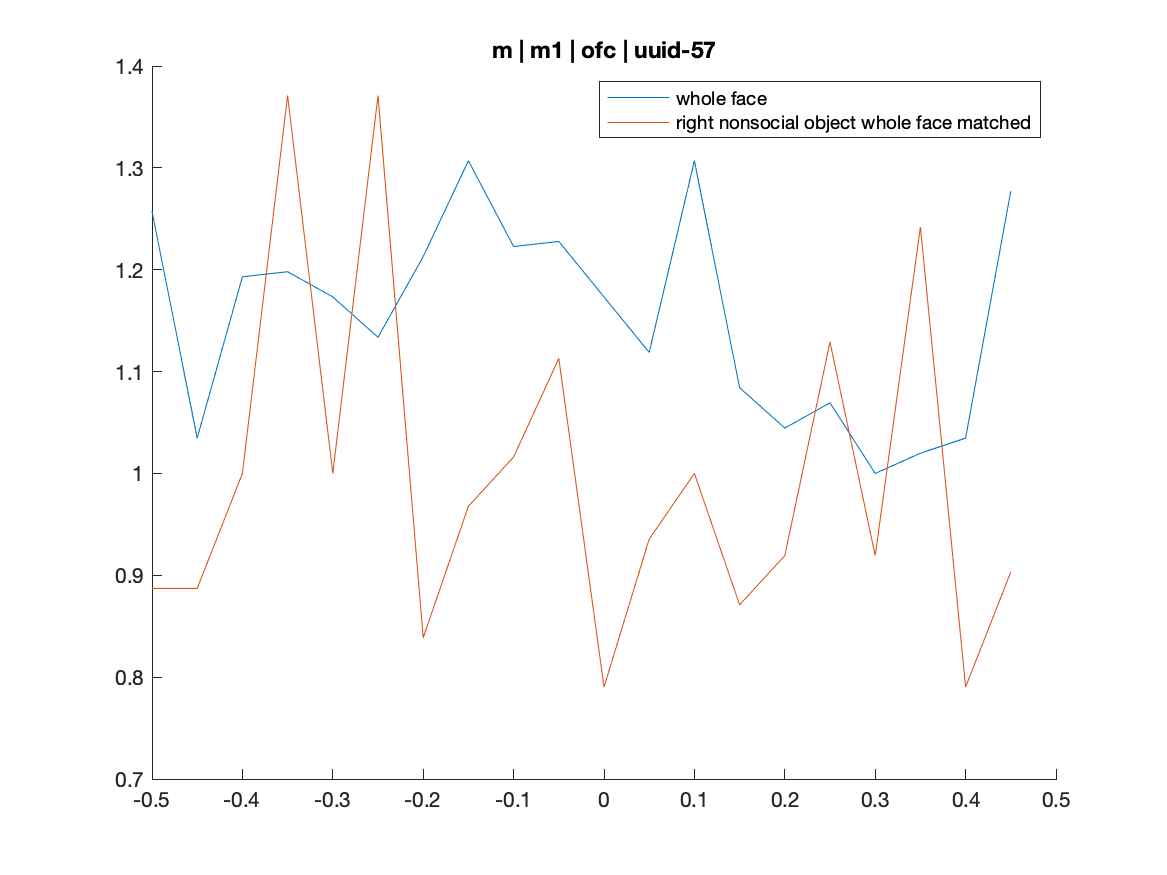 m | m1 | ofc | uuid-57
whole face
right nonsocial object whole face matched
1.4
1.3
1.2
1.1
1
0.9
0.8
0.7
-0.5 -0.4 -0.3 -0.2 -0.1 0 0.1 0.2 0.3 0.4 0.5